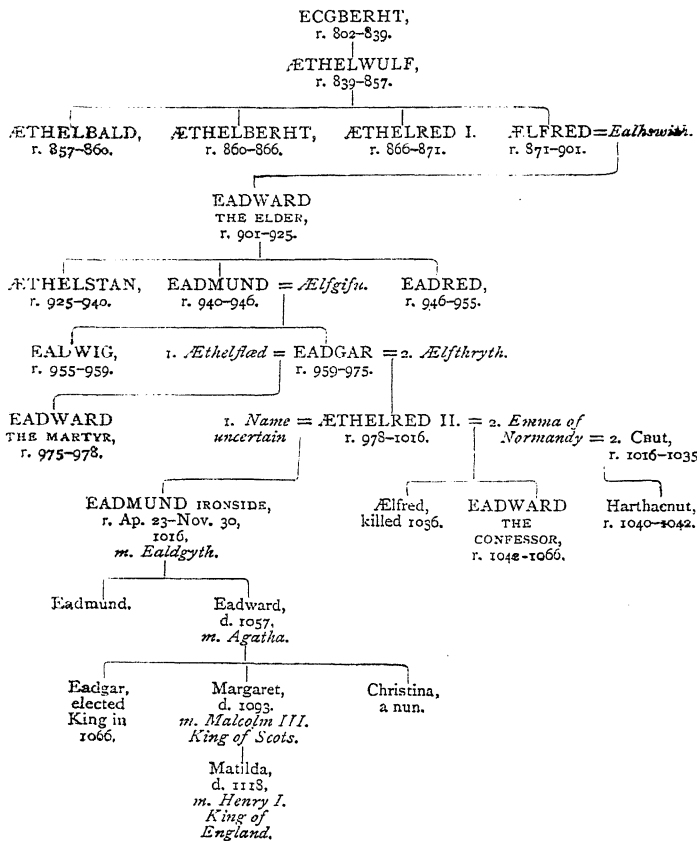 ECGBERHT,
r. 802–839.
ÆTHELWULF,
r. 839–857.
ÆTHELBALD, ÆTHELBERHT, ÆTHELRED I. ÆLFRED = Ealhswith.
r. 857–860. r. 860–866. r. 866–871. r. 871–901.
EADWARD
THE ELDER,
r. 901–925.
ÆTHELSTAN, EADMUND = Ælfgifu. EADRED,
r. 925–940. r. 940–946. r. 946–955.
EADWIG, 1. Æthelflæd = EADGAR = 2. Ælfthryth.
r. 955–959. r. 959–975.
EADWARD
THE MARTYR,
r. 975–978.
1. Name = ÆTHELRED II. = 2. Emma of
uncertain r. 978–1016. Normandy = 2. CNUT,
r. 1016–1035
EADMUND IRONSIDE,
r. Ap. 23–Nov. 30,
1016,
m. Ealdgyth.
Ælfred,
killed 1036.
EADWARD
THE
CONFESSOR,
r. 1042–1066.
Harthacnut,
r. 1040–1042.
Eadmund. Eadward,
d. 1057,
m. Agatha.
Eadgar,
elected
King in
1066.
Margaret,
d. 1093.
m. Malcolm III.
King of Scots.
Christina,
a nun.
Matilda,
d. 1118,
m. Henry I.
King of
England.